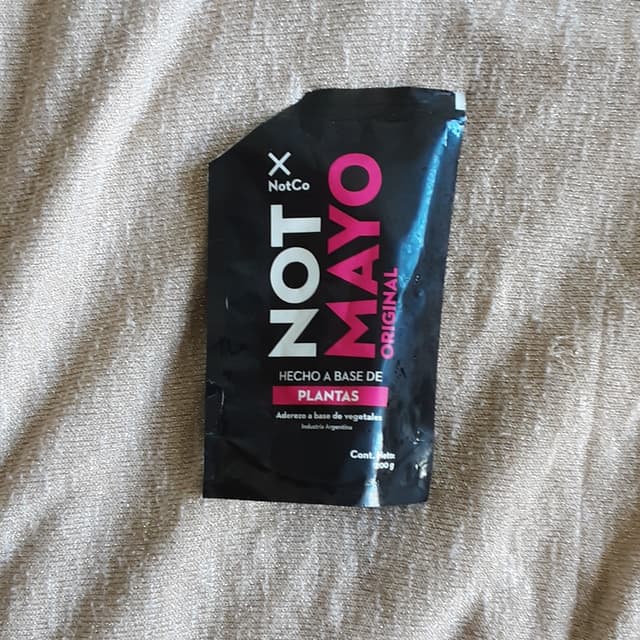 NotCo
NOT
MAYO
ORIGINAL
HECHO A BASE DE
PLANTAS
Aderezo a base de vegetales
Industria Argentina
Cont. Neto: